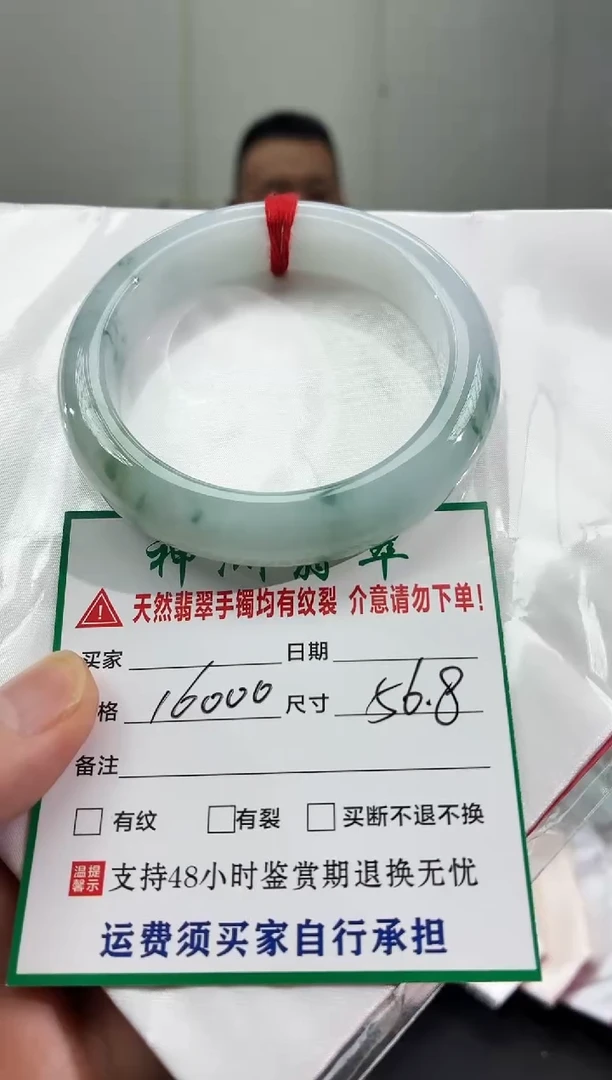 翡翠
天然翡翠手镯均有纹裂 介意请勿下单!
买家 日期
格 16000 尺寸 56.8
备注
有纹 有裂 买断不退不换
温馨提示 支持48小时鉴赏期退换无忧
运费须买家自行承担